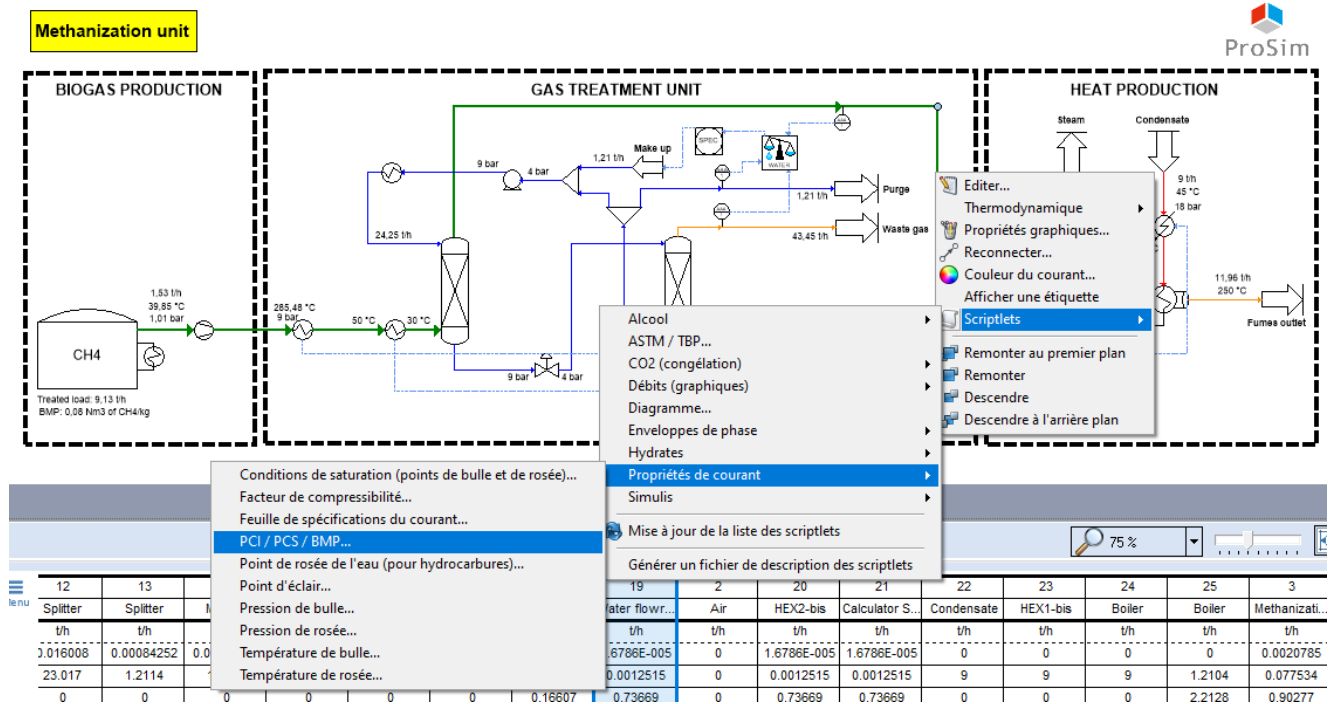 Methanization unit
ProSim
BIOGAS PRODUCTION
GAS TREATMENT UNIT
HEAT PRODUCTION
Steam
Condensate
SPEC
WATER
Make up
1,21 t/h
9 bar
4 bar
9 t/h
45 °C
18 bar
1,21 t/h
Purge
24,25 t/h
43,45 t/h
Waste gas
1,53 t/h
39,85 °C
1,01 bar
285,48 °C
9 bar
50 °C
30 °C
11,96 t/h
250 °C
Fumes outlet
CH4
9 bar
4 bar
Treated load: 9,13 t/h
BMP: 0,08 Nm3 of CH4/kg
Editer...
Thermodynamique
Propriétés graphiques...
Reconnecter...
Couleur du courant...
Afficher une étiquette
Scriptlets
Remonter au premier plan
Remonter
Descendre
Descendre à l'arrière plan
Alcool
ASTM / TBP...
CO2 (congélation)
Débits (graphiques)
Diagramme...
Enveloppes de phase
Hydrates
Propriétés de courant
Simulis
Mise à jour de la liste des scriptlets
Générer un fichier de description des scriptlets
Conditions de saturation (points de bulle et de rosée)...
Facteur de compressibilité...
Feuille de spécifications du courant...
PCI / PCS / BMP...
Point de rosée de l'eau (pour hydrocarbures)...
Point d'éclair...
Pression de bulle...
Pression de rosée...
Température de bulle...
Température de rosée...
75 %
12 13 19 2 20 21 22 23 24 25 3
Splitter Splitter Air HEX2-bis Calculator S... Condensate HEX1-bis Boiler Boiler Methanizati...
t/h t/h t/h t/h t/h t/h t/h t/h t/h t/h t/h
0.016008 0.00084252 1.6786E-005 0 1.6786E-005 1.6786E-005 0 0 0 0 0.0020785
23.017 1.2114 0.0012515 0 0.0012515 0.0012515 9 9 9 1.2104 0.077534
0 0 0 0 0 0 0.16607 0.73669 0 0.73669 0.73669 0 0 0 2.2128 0.90277